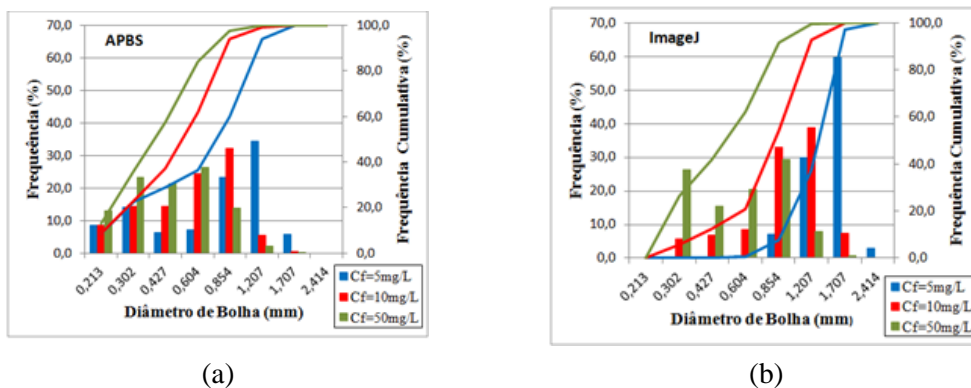 APBS
Frequência (%)
70,0
60,0
50,0
40,0
30,0
20,0
10,0
0,0
100,0
80,0
60,0
40,0
20,0
0,0
Frequência Cumulativa (%)
0,213
0,302
0,427
0,604
0,854
1,207
1,707
2,414
Diâmetro de Bolha (mm)
Cf=5mg/L
Cf=10mg/L
Cf=50mg/L
(a)
ImageJ
Frequência (%)
70,0
60,0
50,0
40,0
30,0
20,0
10,0
0,0
100,0
80,0
60,0
40,0
20,0
0,0
Frequência Cumulativa (%)
0,213
0,302
0,427
0,604
0,854
1,207
1,707
2,414
Diâmetro de Bolha (mm)
Cf=5mg/L
Cf=10mg/L
Cf=50mg/L
(b)